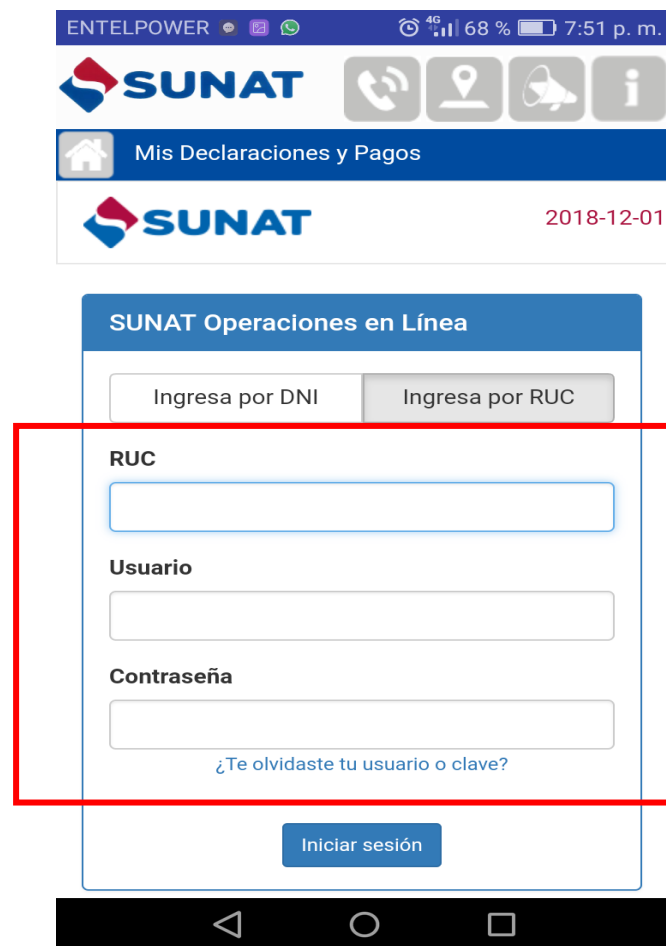 ENTELPOWER 4G 68 % 7:51 p. m.
SUNAT
Mis Declaraciones y Pagos
SUNAT 2018-12-01
SUNAT Operaciones en Línea
Ingresa por DNI Ingresa por RUC
RUC
Usuario
Contraseña
¿Te olvidaste tu usuario o clave?
Iniciar sesión